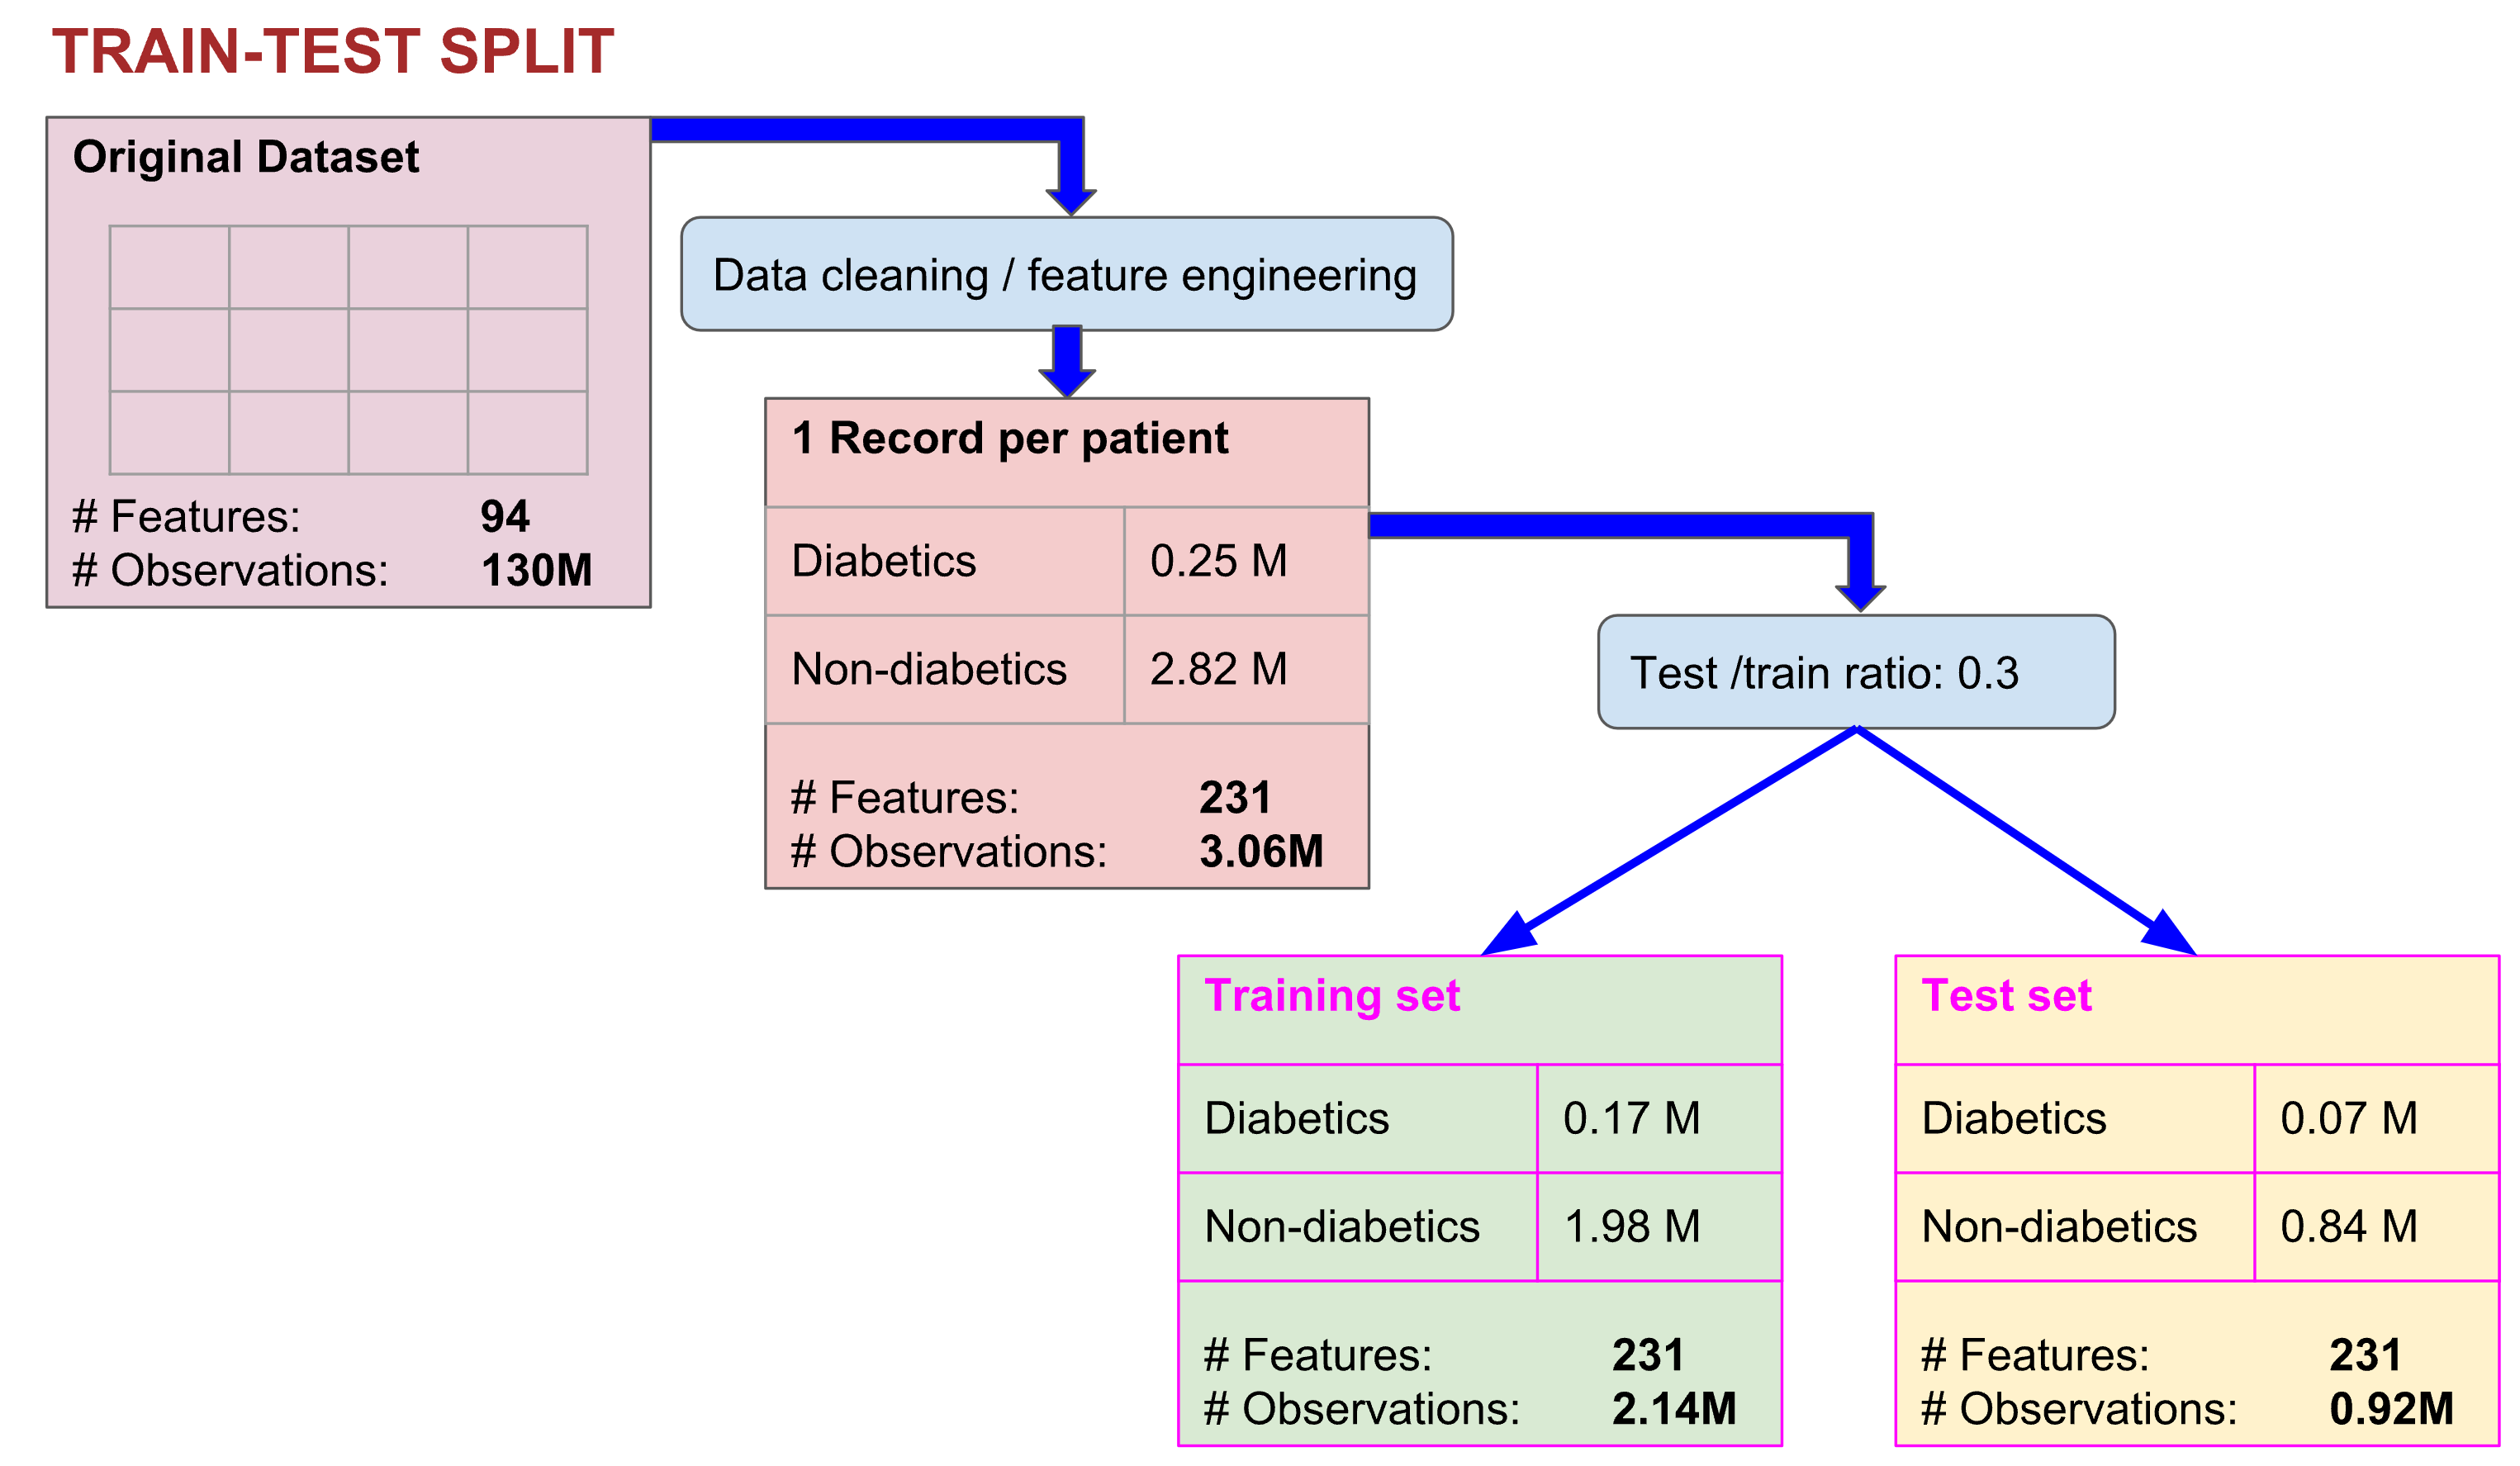 TRAIN-TEST SPLIT
Original Dataset
# Features: 94
# Observations: 130M
Data cleaning / feature engineering
1 Record per patient
Diabetics 0.25 M
Non-diabetics 2.82 M
# Features: 231
# Observations: 3.06M
Test /train ratio: 0.3
Training set
Diabetics 0.17 M
Non-diabetics 1.98 M
# Features: 231
# Observations: 2.14M
Test set
Diabetics 0.07 M
Non-diabetics 0.84 M
# Features: 231
# Observations: 0.92M